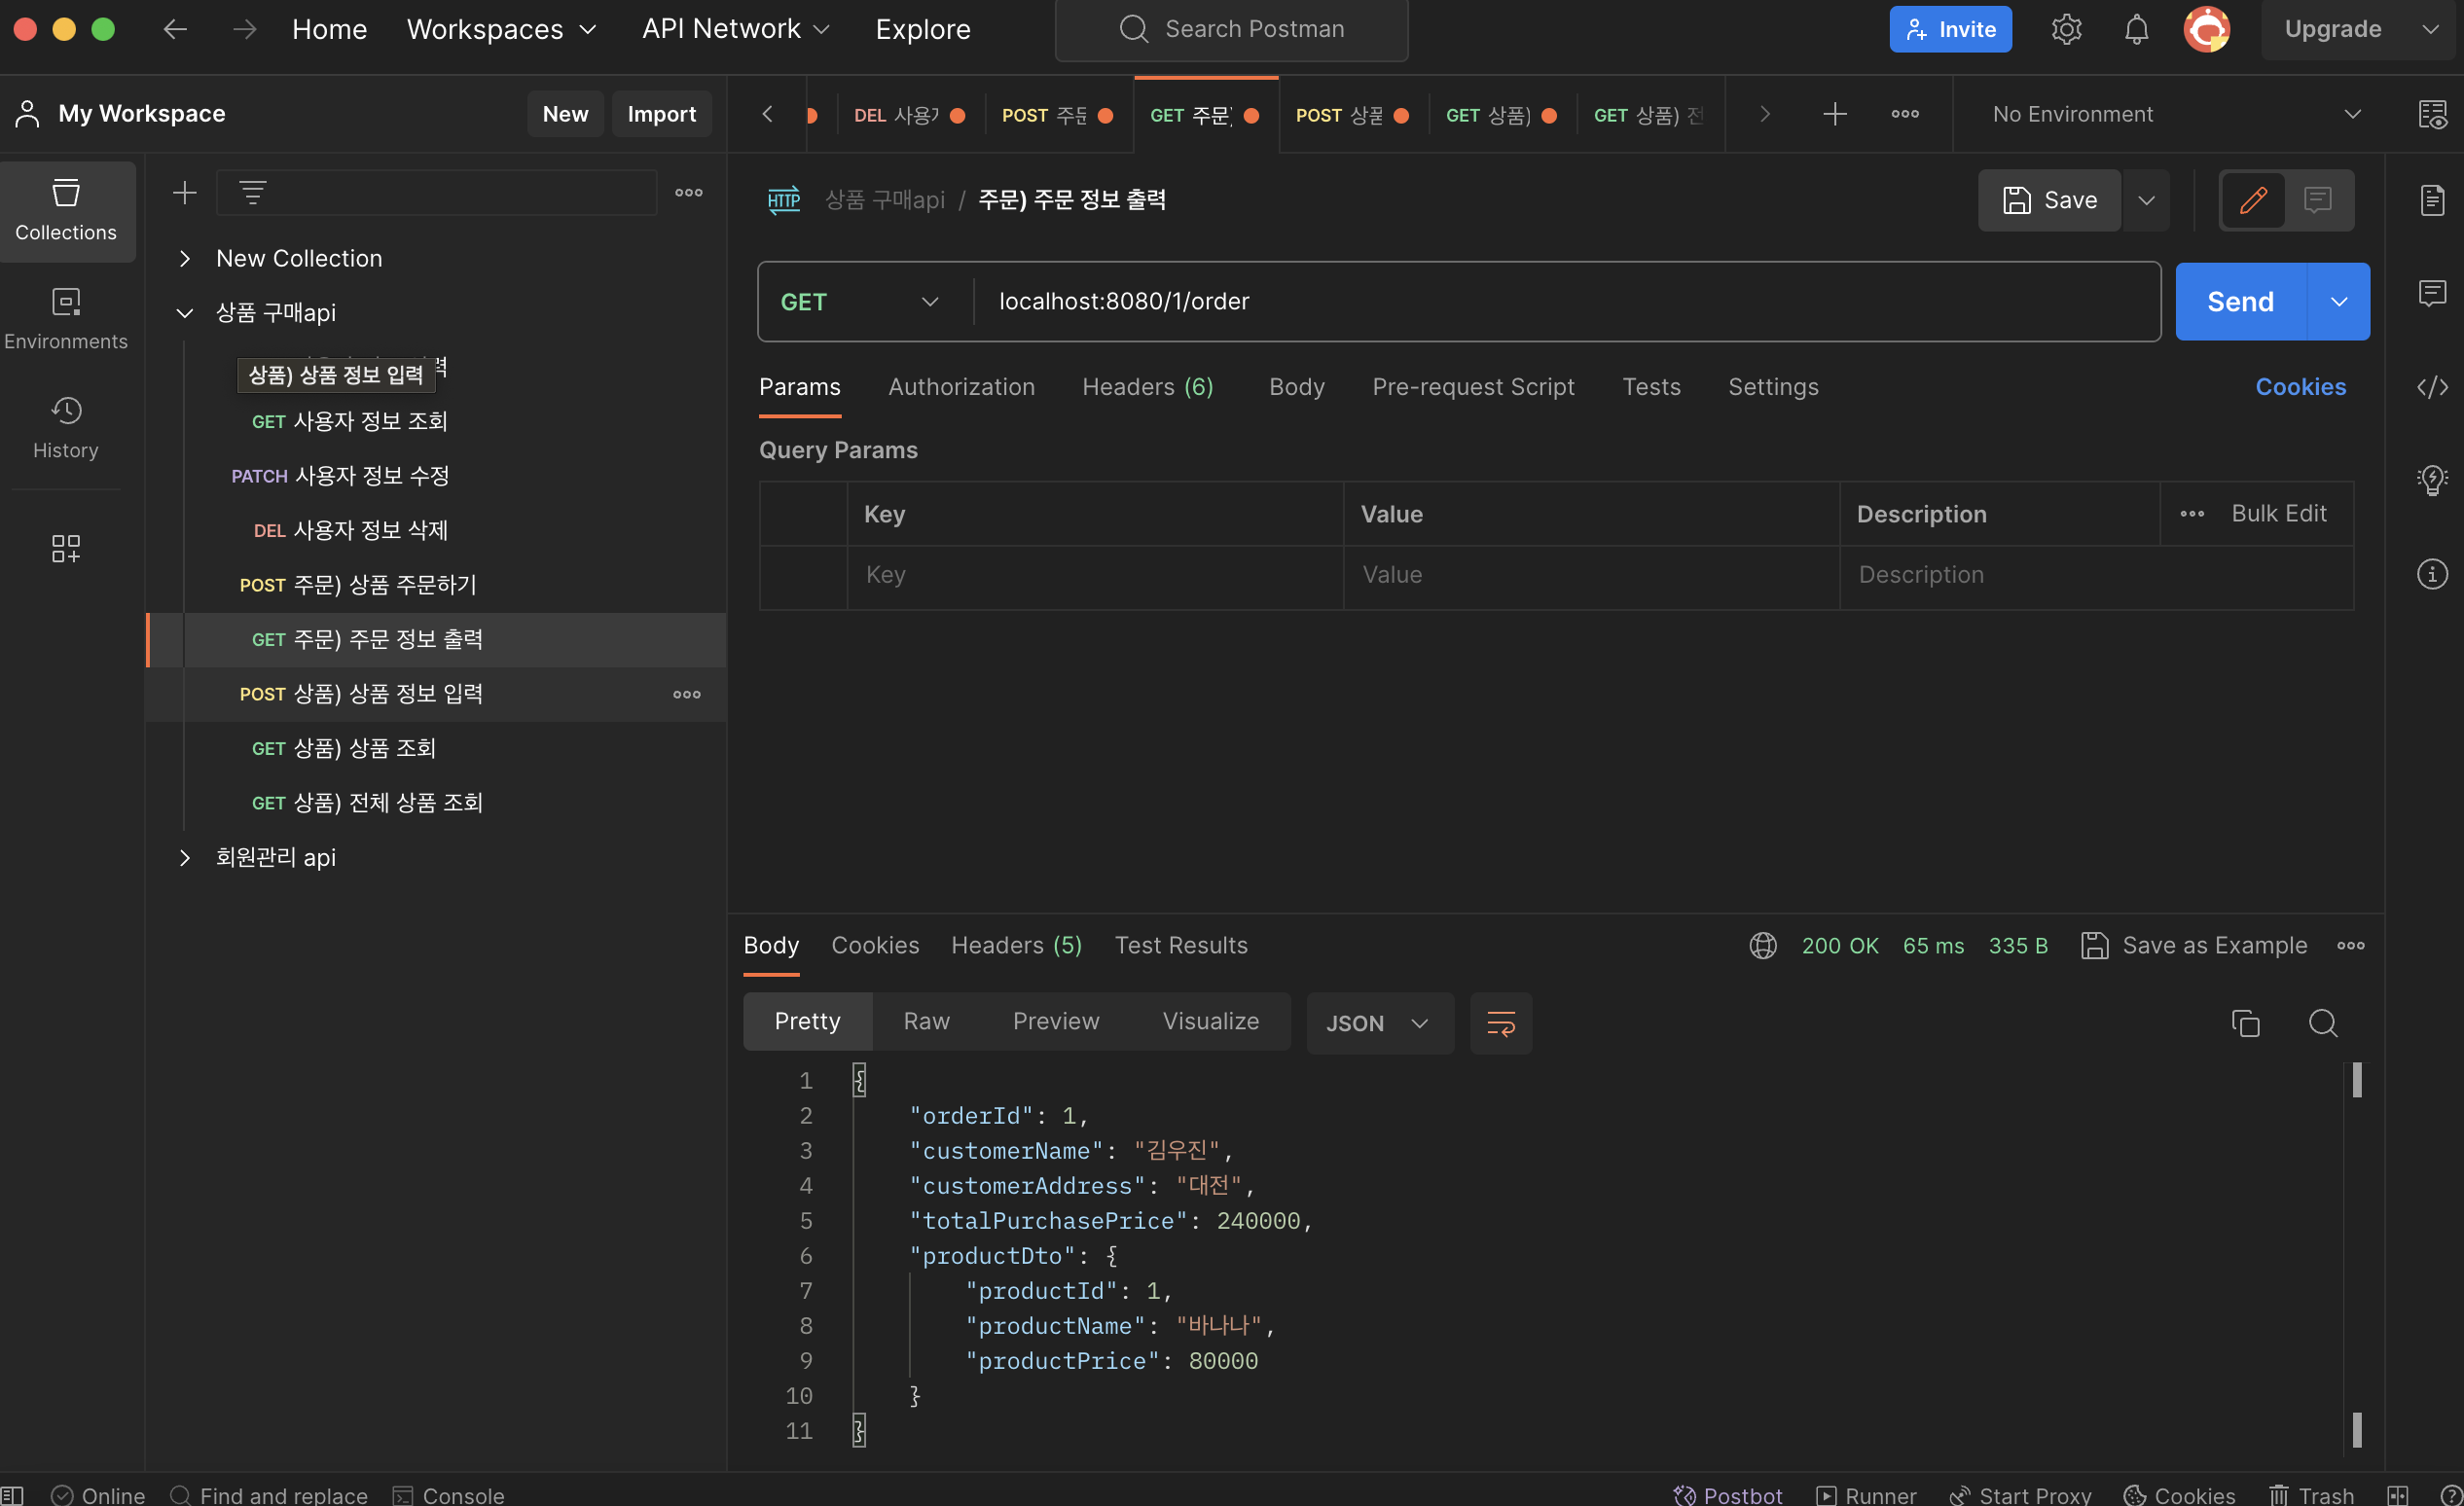 Home Workspaces API Network Explore Search Postman Invite Upgrade
My Workspace New Import
DEL 사용 POST 주문 GET 주문) POST 상품 GET 상품) GET 상품) 전 No Environment
Collections
Environments
History
New Collection
상품 구매api
상품) 상품 정보 입력
GET 사용자 정보 조회
PATCH 사용자 정보 수정
DEL 사용자 정보 삭제
POST 주문) 상품 주문하기
GET 주문) 주문 정보 출력
POST 상품) 상품 정보 입력
GET 상품) 상품 조회
GET 상품) 전체 상품 조회
회원관리 api
HTTP 상품 구매api / 주문) 주문 정보 출력 Save
GET localhost:8080/1/order Send
Params Authorization Headers (6) Body Pre-request Script Tests Settings Cookies
Query Params
Key Value Description Bulk Edit
Key Value Description
Body Cookies Headers (5) Test Results 200 OK 65 ms 335 B Save as Example
Pretty Raw Preview Visualize JSON
1 {
2 "orderId": 1,
3 "customerName": "김우진",
4 "customerAddress": "대전",
5 "totalPurchasePrice": 240000,
6 "productDto": {
7 "productId": 1,
8 "productName": "바나나",
9 "productPrice": 80000
10 }
11 }
Online Find and replace Console Postbot Runner Start Proxy Cookies Trash